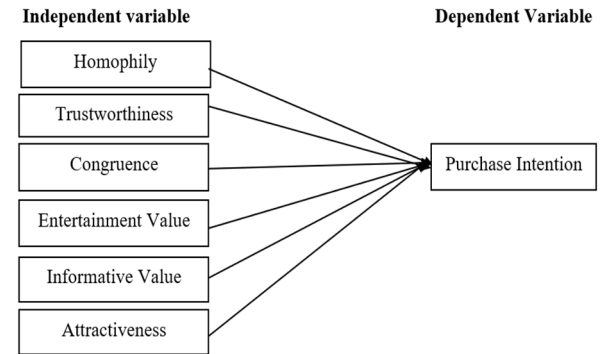 Independent variable
Dependent Variable
Homophily
Trustworthiness
Congruence
Purchase Intention
Entertainment Value
Informative Value
Attractiveness